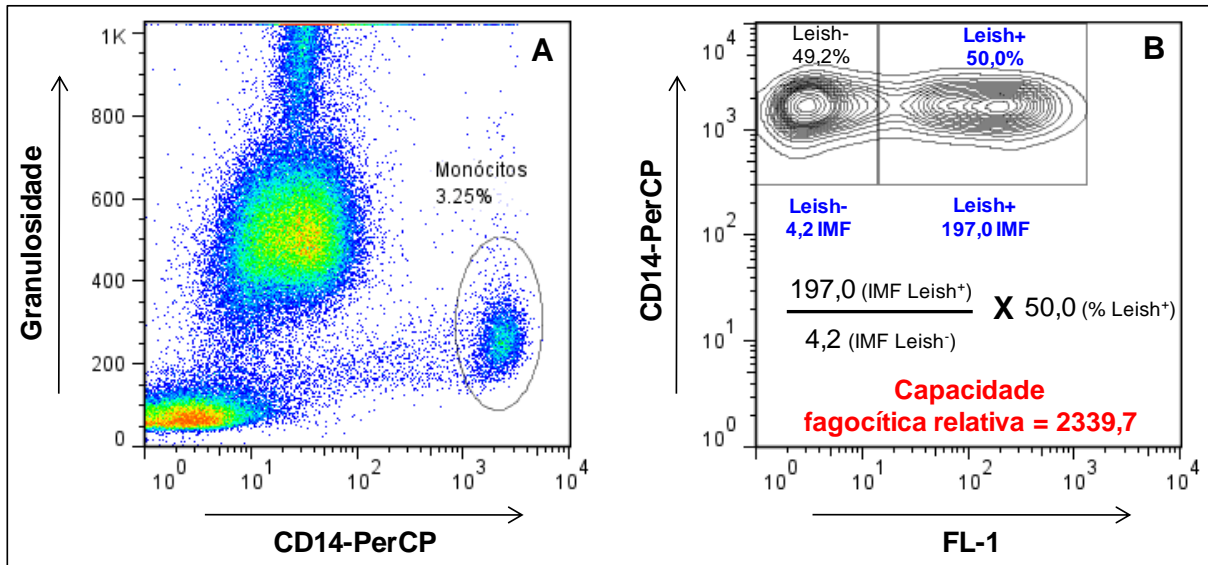 A
1K
800
600
400
200
0
Granulosidade
Monócitos
3.25%
10^0
10^1
10^2
10^3
10^4
CD14-PerCP
B
10^4
10^3
10^2
10^1
10^0
CD14-PerCP
Leish-
49,2%
Leish+
50,0%
Leish-
4,2 IMF
Leish+
197,0 IMF
197,0 (IMF Leish+)
4,2 (IMF Leish-)
X 50,0 (% Leish+)
Capacidade
fagocítica relativa = 2339,7
10^0
10^1
10^2
10^3
10^4
FL-1